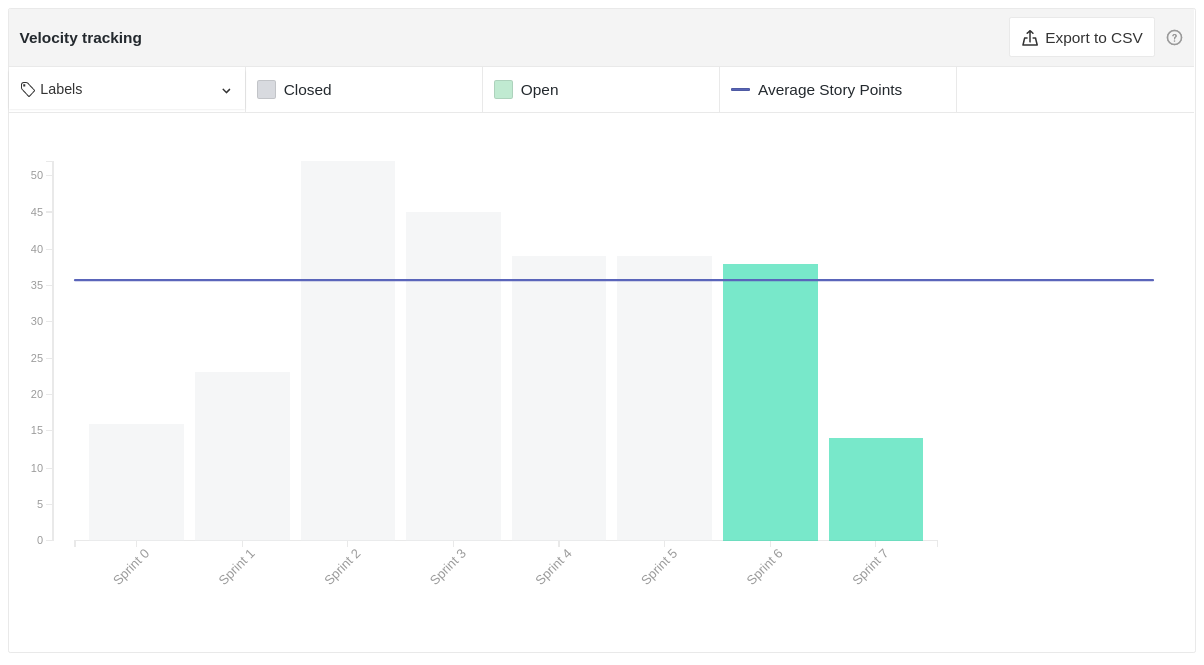 Velocity tracking
Export to CSV
?
Labels
Closed
Open
Average Story Points
50
45
40
35
30
25
20
15
10
5
0
Sprint 0
Sprint 1
Sprint 2
Sprint 3
Sprint 4
Sprint 5
Sprint 6
Sprint 7